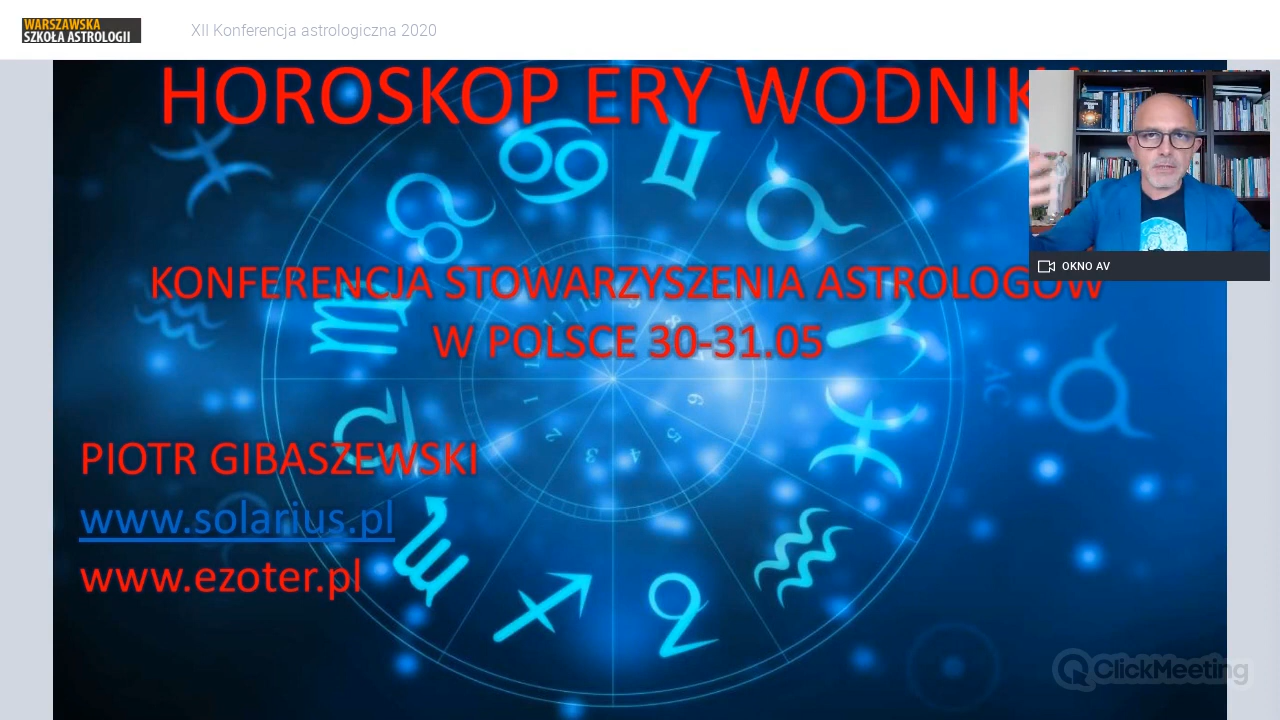 WARSZAWSKA
SZKOŁA ASTROLOGII
XII Konferencja astrologiczna 2020
HOROSKOP ERY WODNIKA
KONFERENCJA STOWARZYSZENIA ASTROLOGÓW
W POLSCE 30-31.05
PIOTR GIBASZEWSKI
www.solarius.pl
www.ezoter.pl
OKNO AV
ClickMeeting